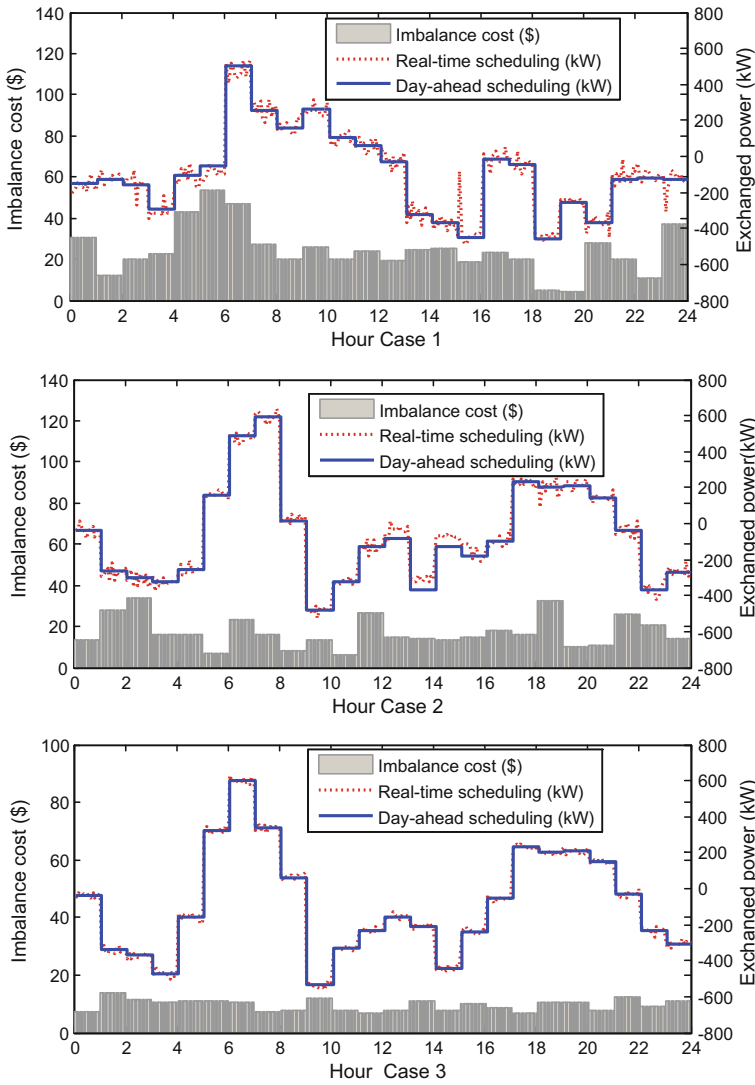 140
120
100
80
60
40
20
0
Imbalance cost ($)
Imbalance cost ($)
Real-time scheduling (kW)
Day-ahead scheduling (kW)
800
600
400
200
0
-200
-400
-600
-800
Exchanged power (kW)
0 2 4 6 8 10 12 14 16 18 20 22 24
Hour Case 1
140
120
100
80
60
40
20
0
Imbalance cost ($)
Imbalance cost ($)
Real-time scheduling (kW)
Day-ahead scheduling (kW)
800
600
400
200
0
-200
-400
-600
-800
Exchanged power(kW)
0 2 4 6 8 10 12 14 16 18 20 22 24
Hour Case 2
100
80
60
40
20
0
Imbalance cost ($)
Imbalance cost ($)
Real-time scheduling (kW)
Day-ahead scheduling (kW)
800
600
400
200
0
-200
-400
-600
-800
Exchanged power (kW)
0 2 4 6 8 10 12 14 16 18 20 22 24
Hour Case 3